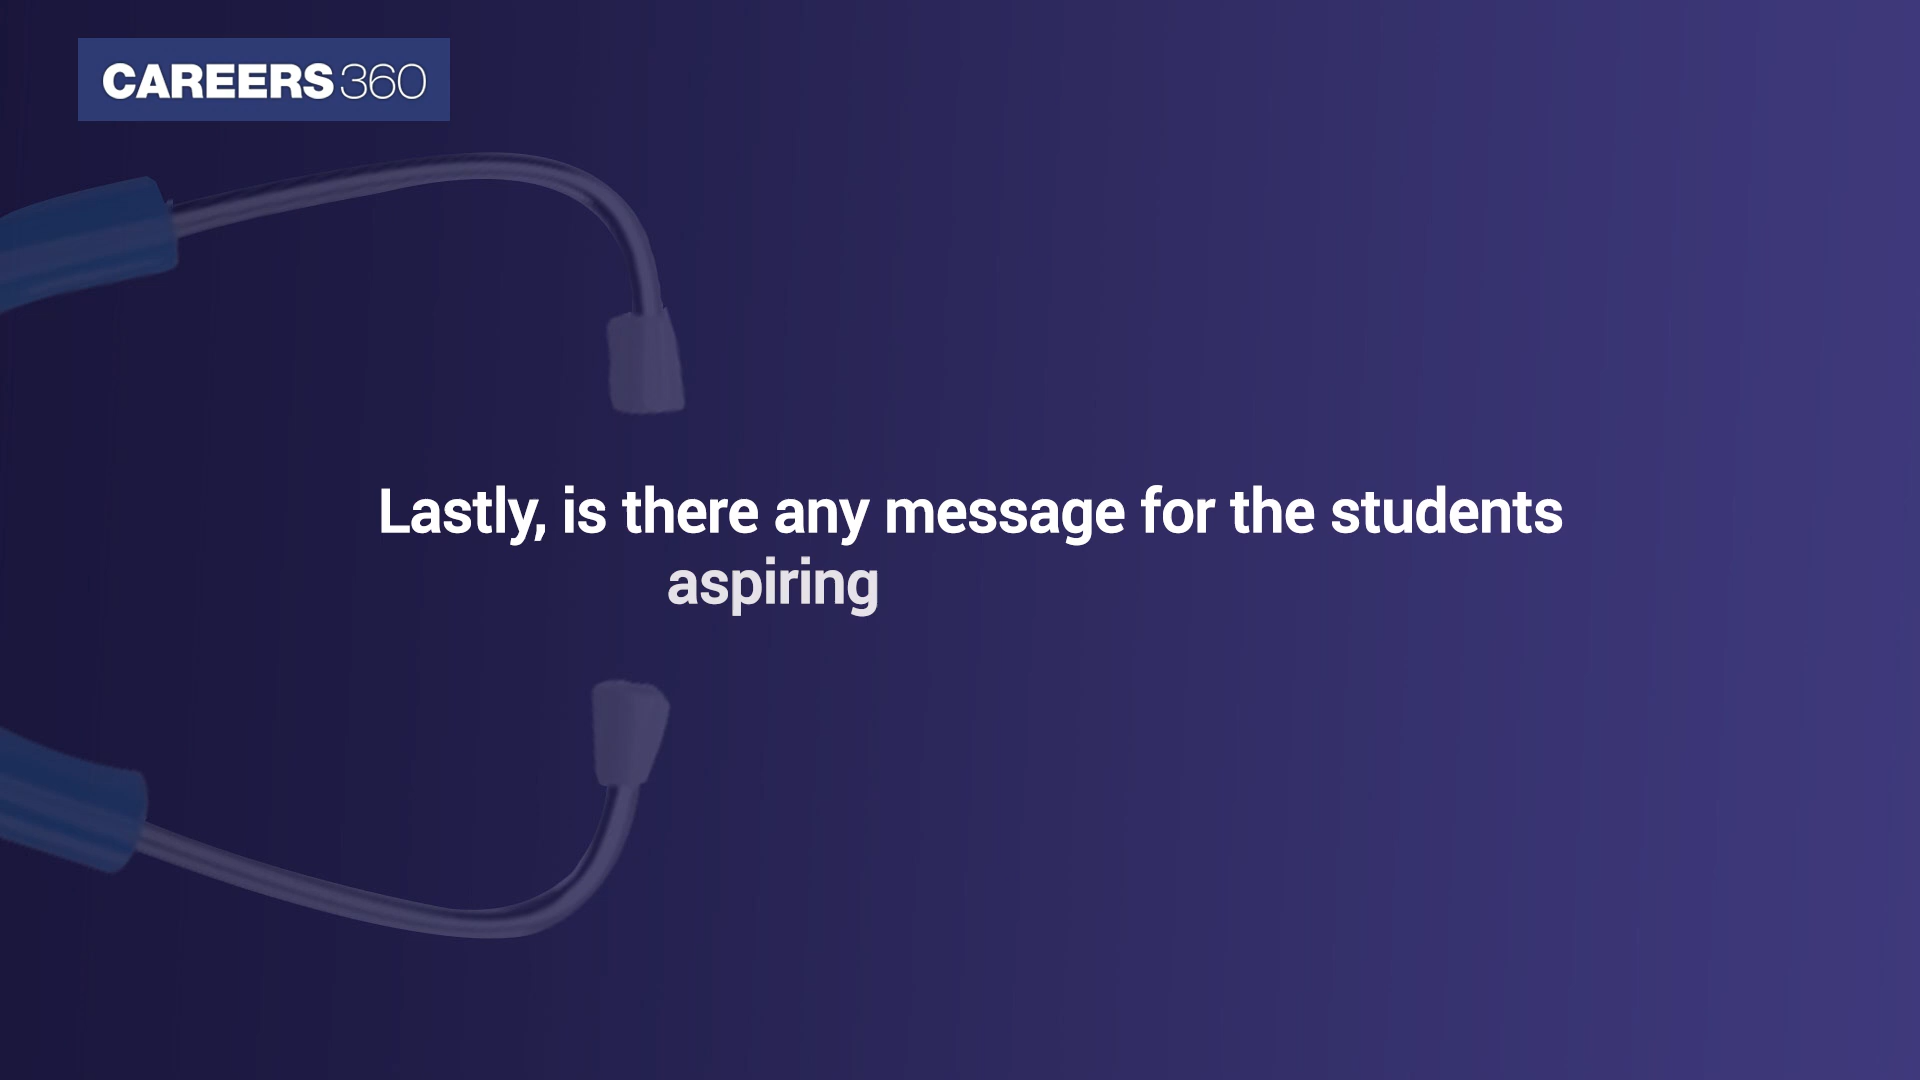 CAREERS360
Lastly, is there any message for the students
aspiring